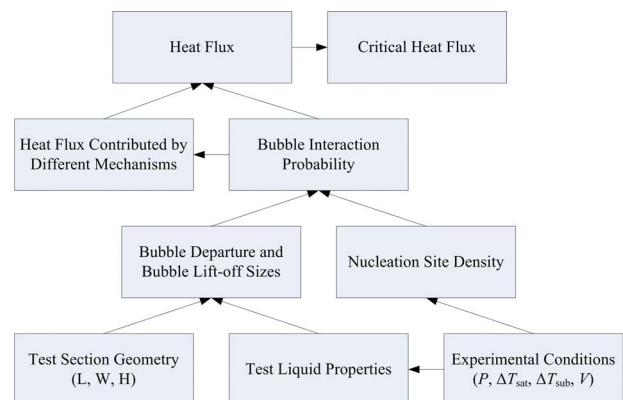 Heat Flux
Critical Heat Flux
Heat Flux Contributed by
Different Mechanisms
Bubble Interaction
Probability
Bubble Departure and
Bubble Lift-off Sizes
Nucleation Site Density
Test Section Geometry
(L, W, H)
Test Liquid Properties
Experimental Conditions
(P, ΔTsat, ΔTsub, V)